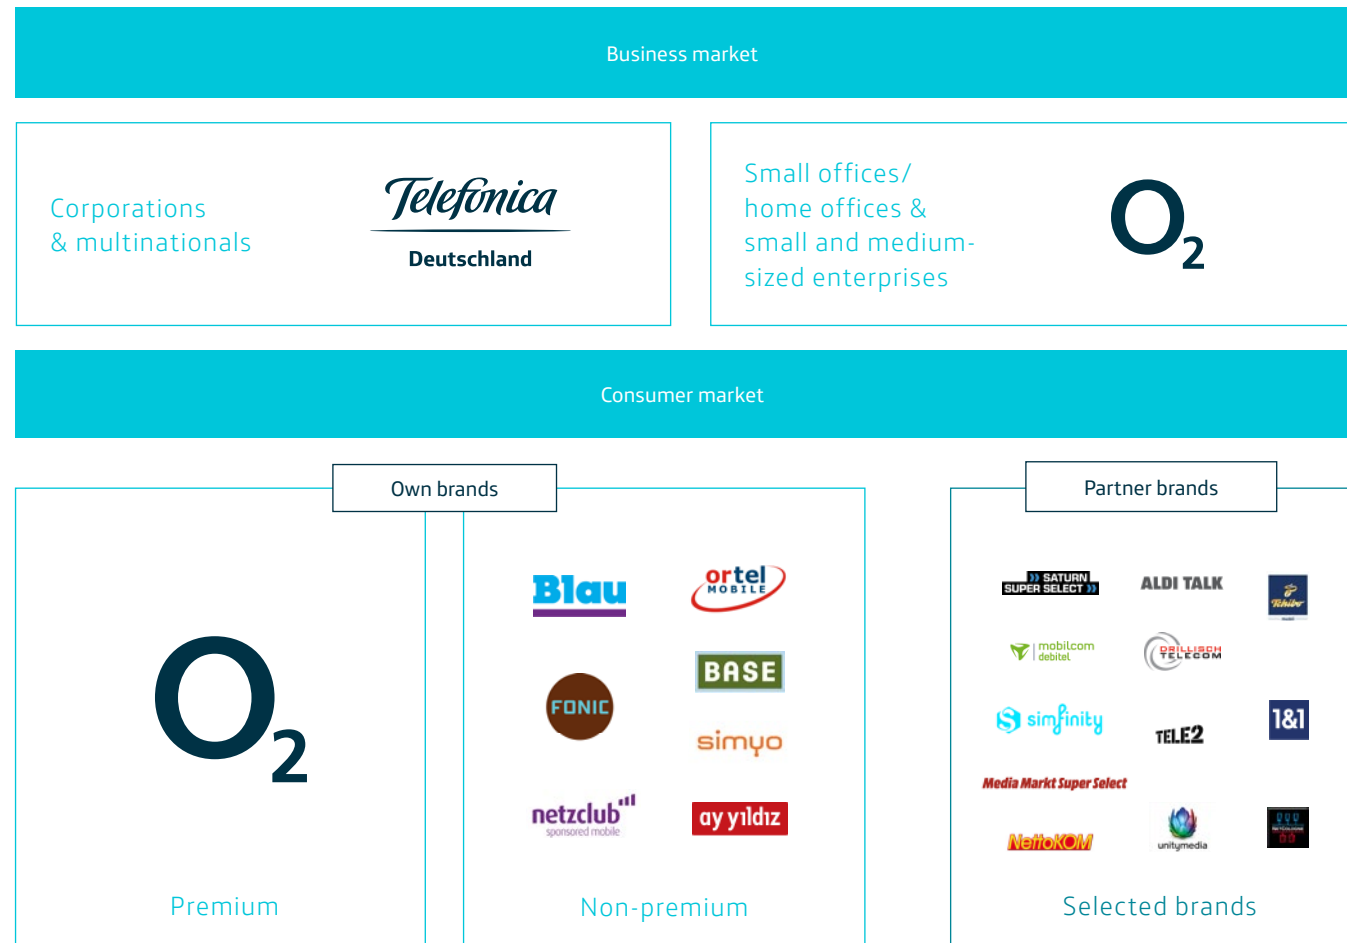 Business market
Corporations
& multinationals
Telefónica
Deutschland
Small offices/
home offices &
small and medium-
sized enterprises
O2
Consumer market
Own brands
Partner brands
O2
Premium
Blau
ortel
MOBILE
FONIC
BASE
simyo
netzclub
sponsored mobile
ay yıldız
Non-premium
SATURN
SUPER SELECT
ALDI TALK
Tchibo
mobilcom
debitel
DRILLISCH
TELECOM
simfinity
TELE2
1&1
Media Markt Super Select
NettoKOM
unitymedia
Selected brands